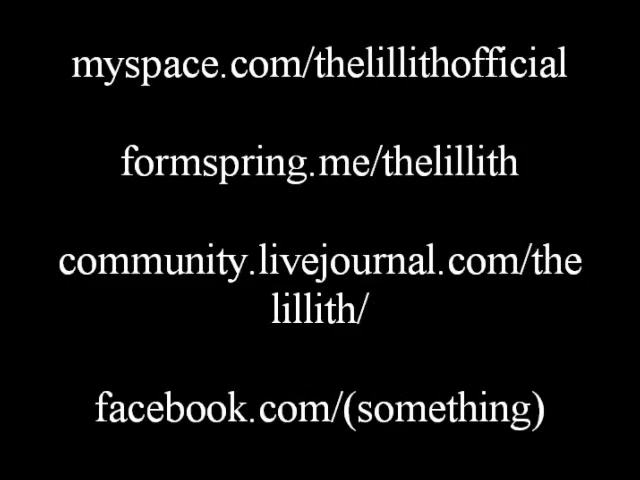 myspace.com/thelillithofficial
formspring.me/thelillith
community.livejournal.com/the
lillith/
facebook.com/(something)